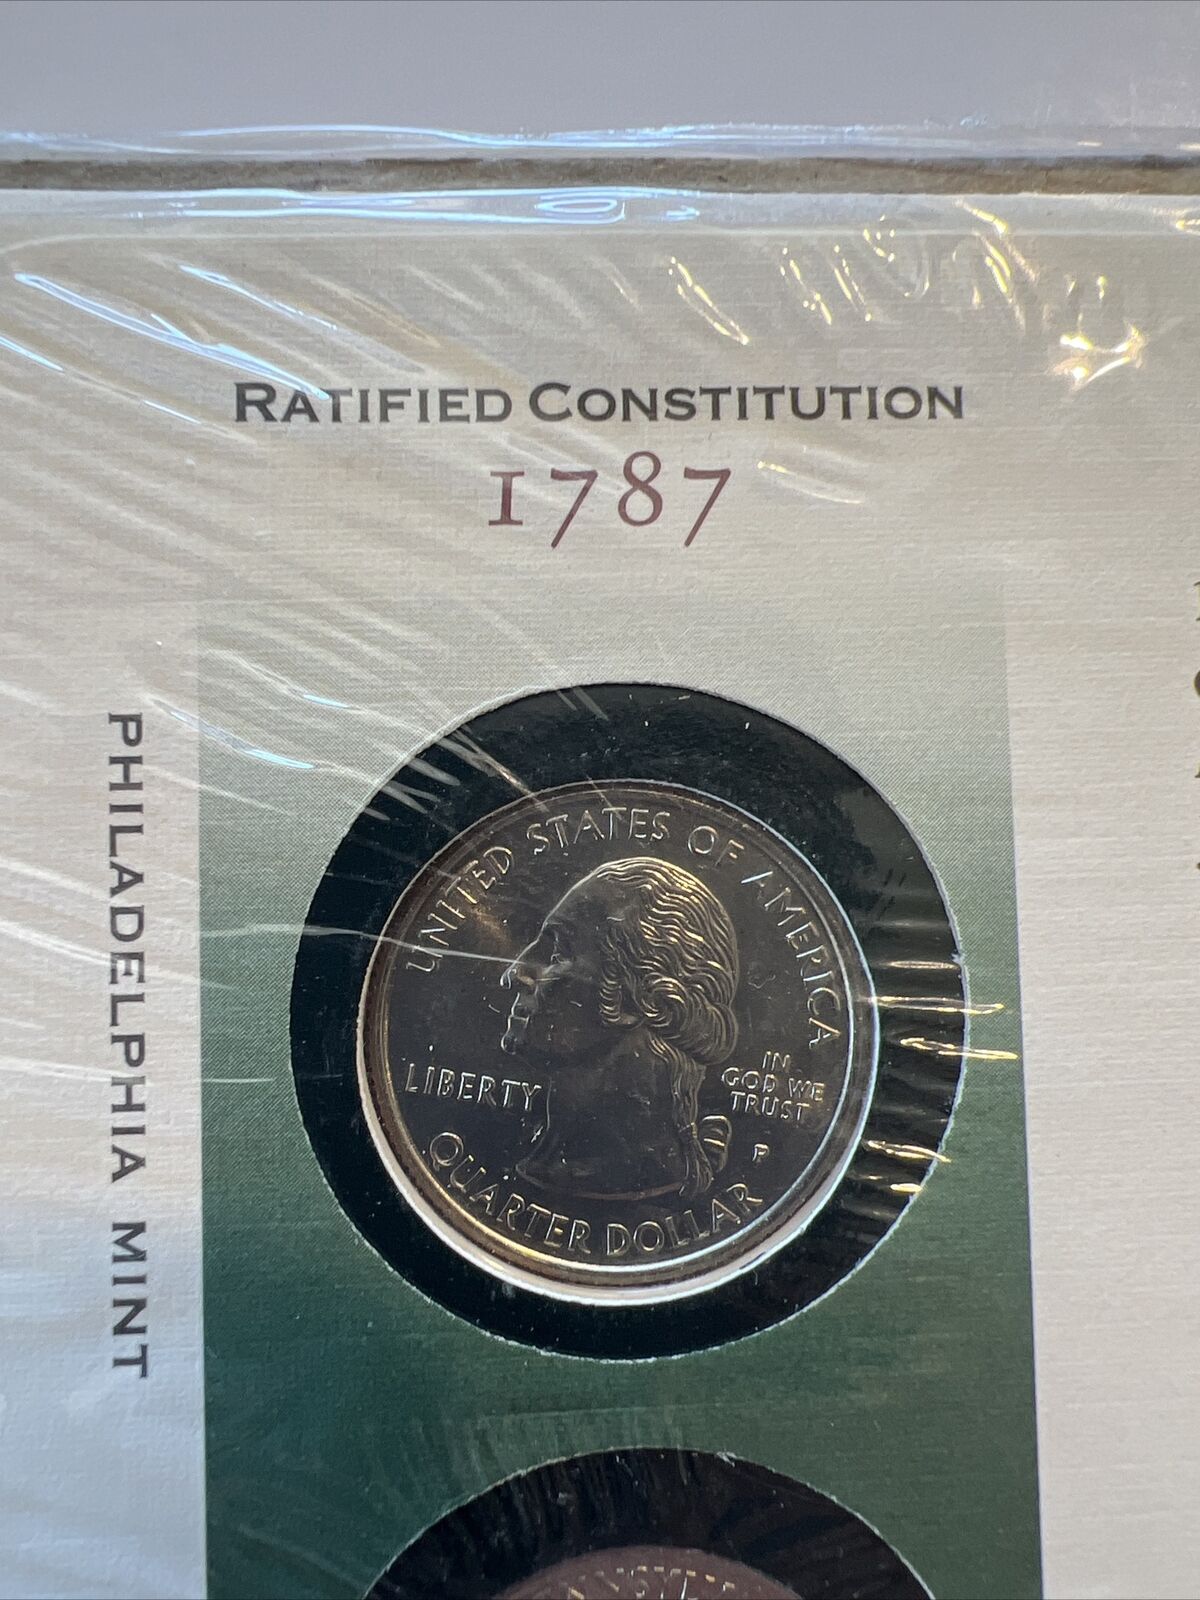 RATIFIED CONSTITUTION
1787
PHILADELPHIA MINT
UNITED STATES OF AMERICA
LIBERTY
IN
GOD WE
TRUST
P
QUARTER DOLLAR